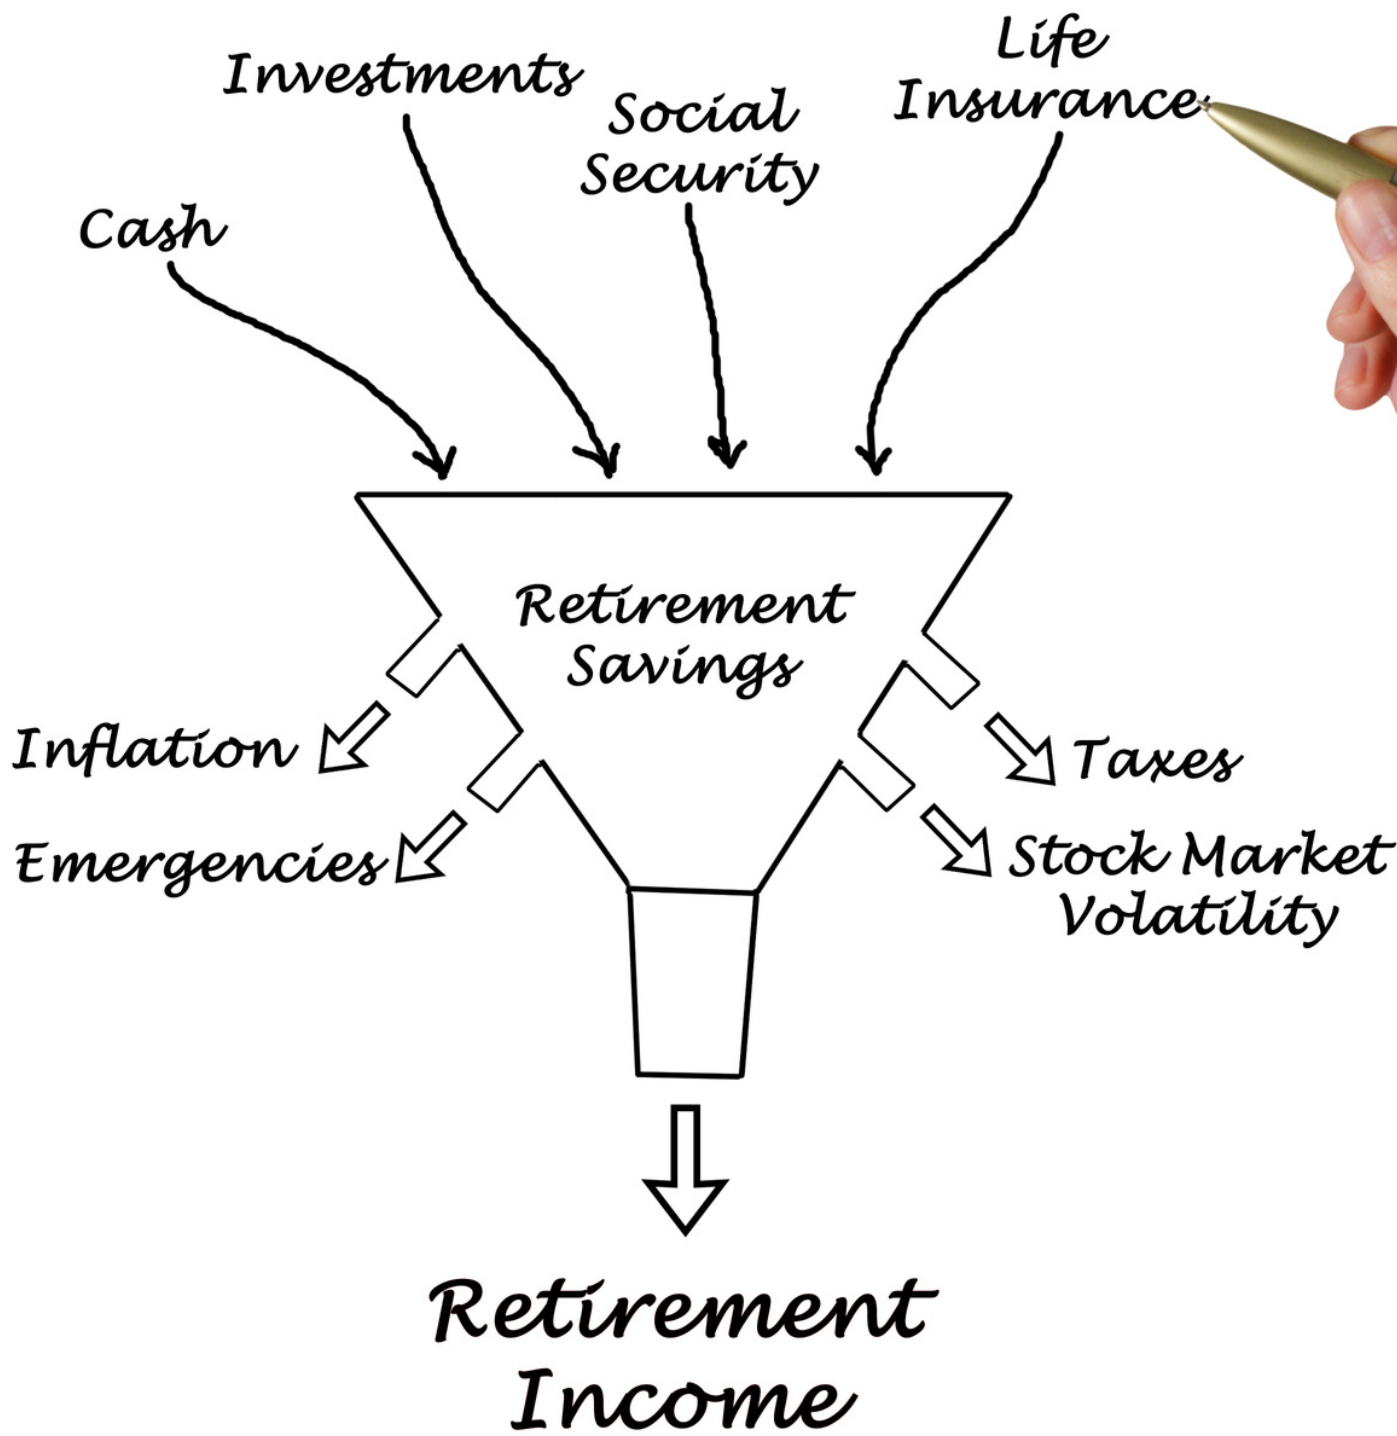 Investments
Social
Security
Life
Insurance
Cash
Retirement
Savings
Inflation
Emergencies
Taxes
Stock Market
Volatility
Retirement
Income